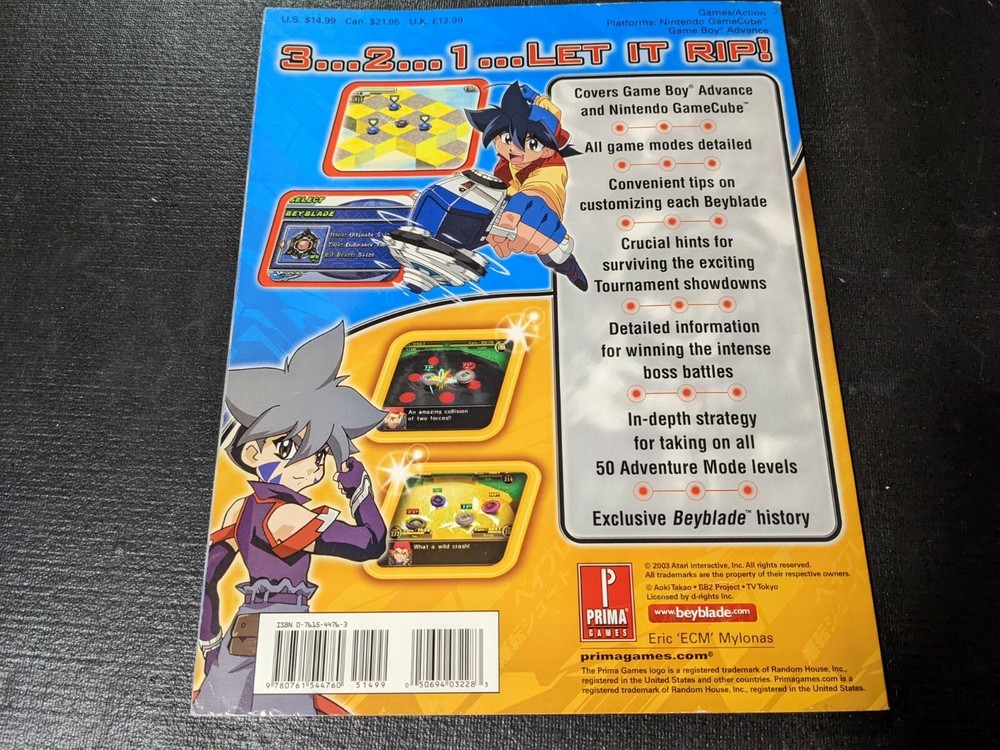 U.S. $14.99 Can. $21.95 U.K. £12.99
Games/Action
Platforms: Nintendo GameCube™,
Game Boy® Advance
3...2...1...LET IT RIP!
Covers Game Boy® Advance
and Nintendo GameCube™
All game modes detailed
Convenient tips on
customizing each Beyblade
Crucial hints for
surviving the exciting
Tournament showdowns
Detailed information
for winning the intense
boss battles
In-depth strategy
for taking on all
50 Adventure Mode levels
Exclusive Beyblade™ history
SELECT
BEYBLADE
Name: Ultimate
Type: Endurance
Bit Beast: Saizo
An amazing collision
of two forces!!
What a wild crash!
© 2003 Atari Interactive, Inc. All rights reserved.
All trademarks are the property of their respective owners.
© Aoki Takao • BB2 Project • TV Tokyo
Licensed by d-rights Inc.
www.beyblade.com
P
PRIMA
GAMES
Eric 'ECM' Mylonas
primagames.com®
The Prima Games logo is a registered trademark of Random House, Inc.,
registered in the United States and other countries. Primagames.com is a
registered trademark of Random House, Inc., registered in the United States.
ISBN 0-7615-4476-3
9 780761 544760 51499
0 50694 03228 3